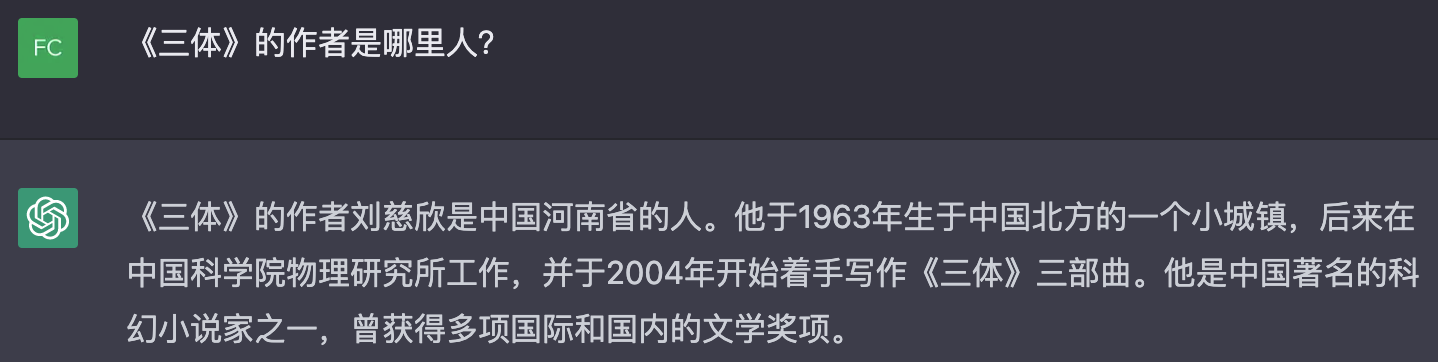 FC
《三体》的作者是哪里人?
《三体》的作者刘慈欣是中国河南省的人。他于1963年生于中国北方的一个小城镇，后来在
中国科学院物理研究所工作，并于2004年开始着手写作《三体》三部曲。他是中国著名的科
幻小说家之一，曾获得多项国际和国内的文学奖项。